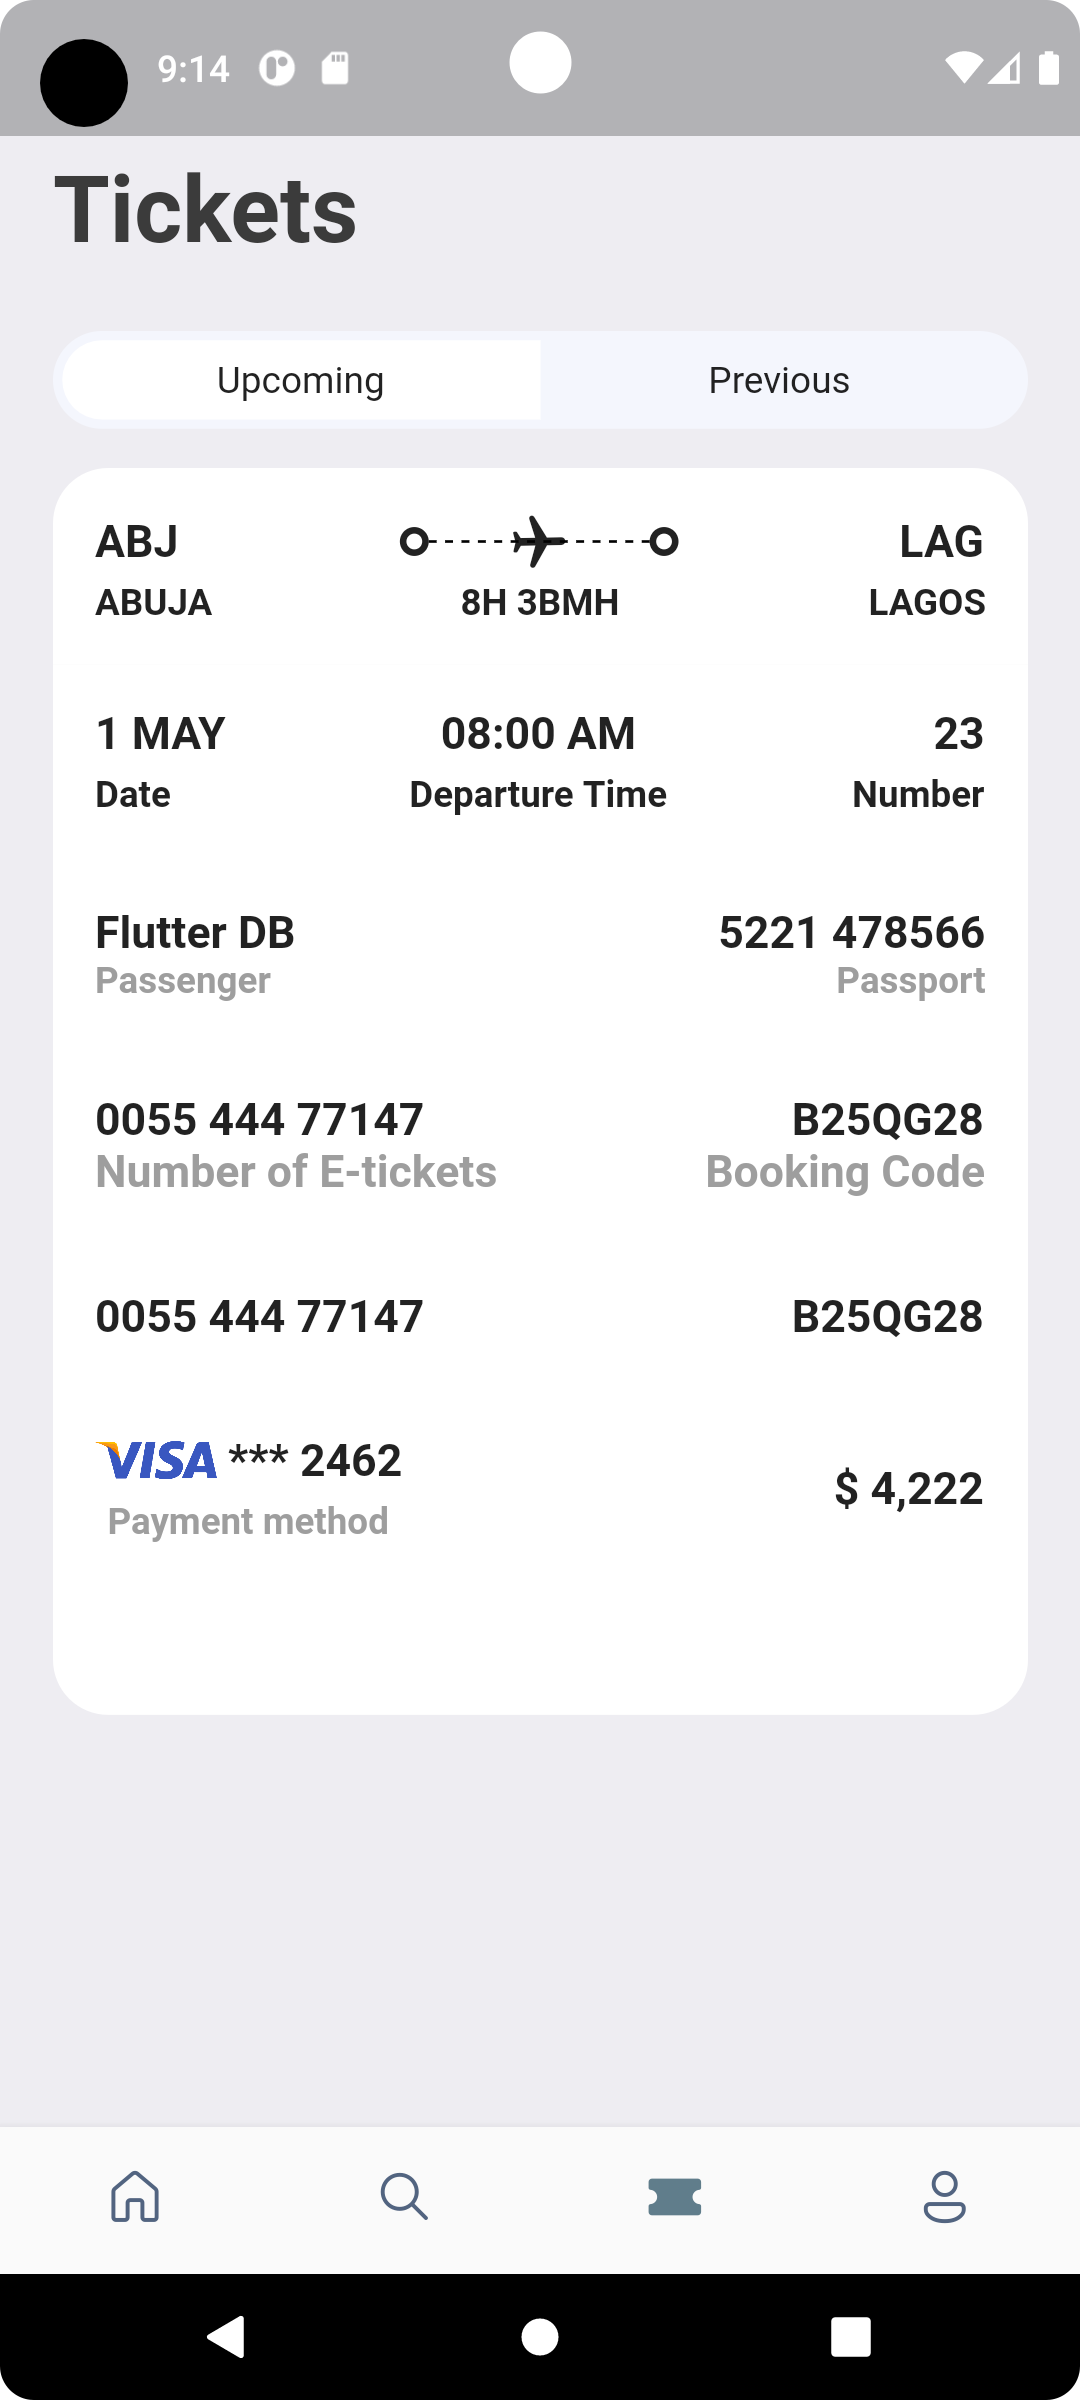 9:14
Tickets
Upcoming Previous
ABJ LAG
ABUJA 8H 3BMH LAGOS
1 MAY 08:00 AM 23
Date Departure Time Number
Flutter DB 5221 478566
Passenger Passport
0055 444 77147 B25QG28
Number of E-tickets Booking Code
0055 444 77147 B25QG28
VISA *** 2462
$ 4,222
Payment method